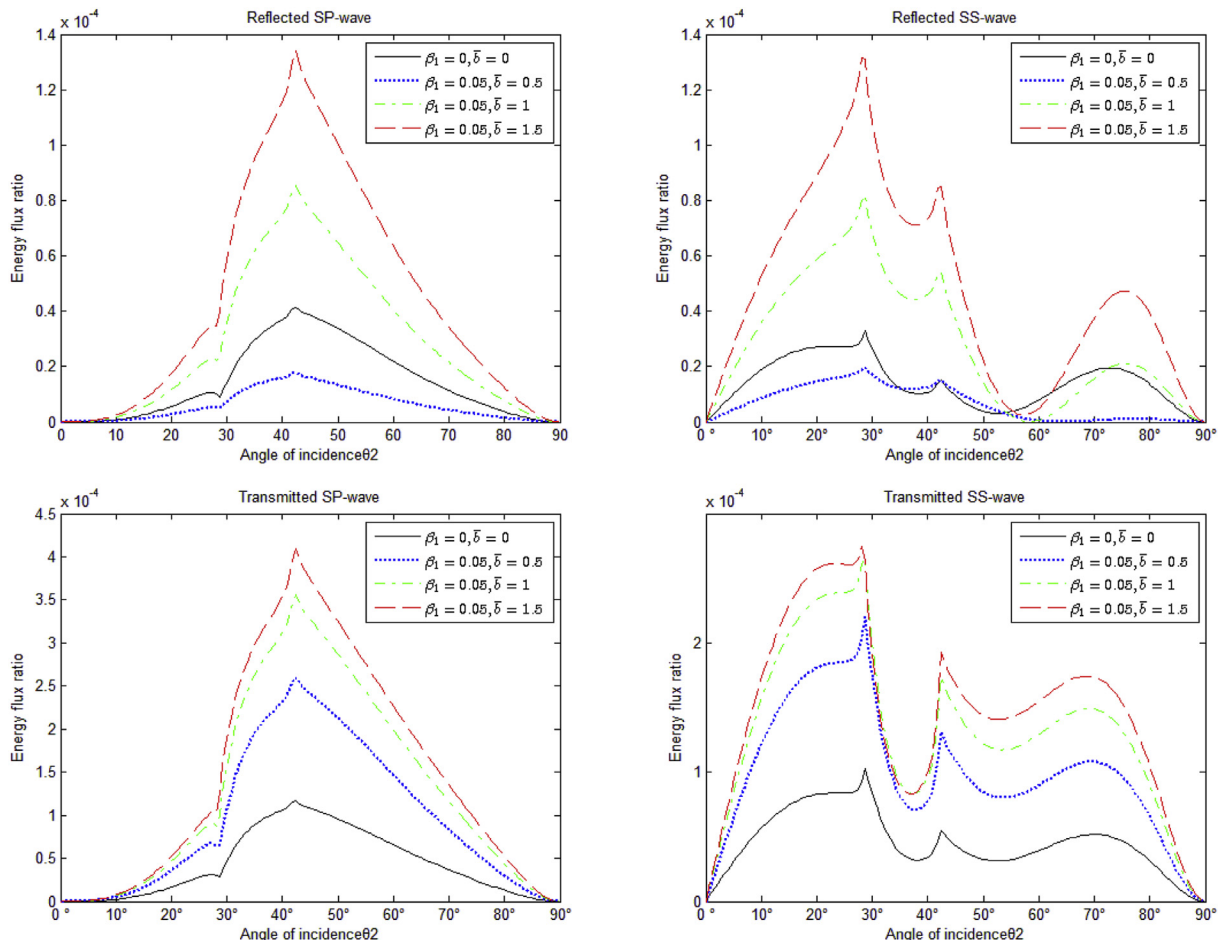 x 10⁻⁴
Reflected SP-wave
1.4
1.2
1
0.8
0.6
0.4
0.2
0
Energy flux ratio
β₁ = 0, b̄ = 0
β₁ = 0.05, b̄ = 0.5
β₁ = 0.05, b̄ = 1
β₁ = 0.05, b̄ = 1.5
0 10 20 30 40 50 60 70 80 90
Angle of incidenceθ2
x 10⁻⁴
Reflected SS-wave
1.4
1.2
1
0.8
0.6
0.4
0.2
0
Energy flux ratio
β₁ = 0, b̄ = 0
β₁ = 0.05, b̄ = 0.5
β₁ = 0.05, b̄ = 1
β₁ = 0.05, b̄ = 1.5
0 ° 10° 20° 30° 40° 50° 60° 70° 80° 90°
Angle of incidenceθ2
x 10⁻⁴
Transmitted SP-wave
4.5
4
3.5
3
2.5
2
1.5
1
0.5
0
Energy flux ratio
β₁ = 0, b̄ = 0
β₁ = 0.05, b̄ = 0.5
β₁ = 0.05, b̄ = 1
β₁ = 0.05, b̄ = 1.5
0 ° 10° 20° 30° 40° 50° 60° 70° 80° 90°
Angle of incidenceθ2
x 10⁻⁴
Transmitted SS-wave
2
1
0
Energy flux ratio
β₁ = 0, b̄ = 0
β₁ = 0.05, b̄ = 0.5
β₁ = 0.05, b̄ = 1
β₁ = 0.05, b̄ = 1.5
0 ° 10° 20° 30° 40° 50° 60° 70° 80° 90°
Angle of incidenceθ2